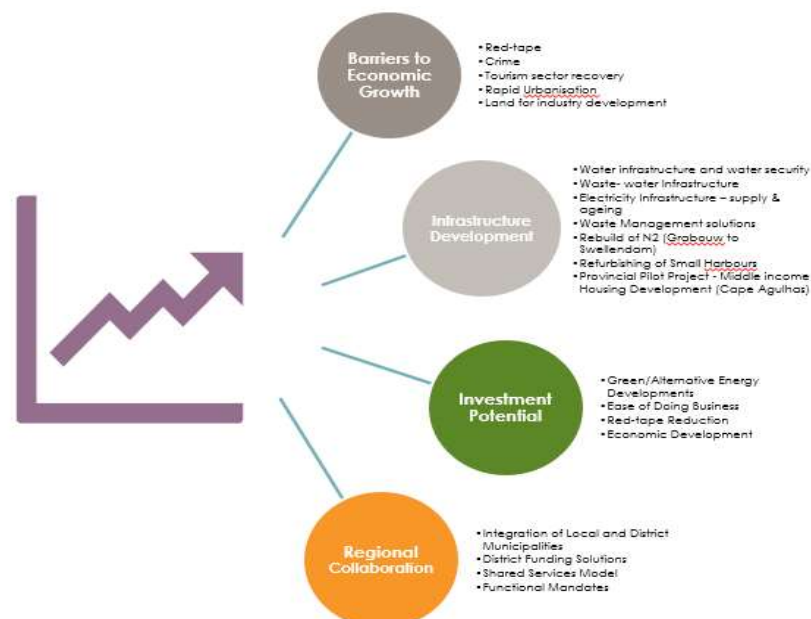 Barriers to
Economic
Growth
•Red-tape
•Crime
•Tourism sector recovery
•Rapid Urbanisation
•Land for industry development
Infrastructure
Development
•Water infrastructure and water security
•Waste- water Infrastructure
•Electricity Infrastructure – supply &
ageing
•Waste Management solutions
•Rebuild of N2 (Grabouw to
Swellendam)
•Refurbishing of Small Harbours
•Provincial Pilot Project - Middle income
Housing Development (Cape Agulhas)
Investment
Potential
•Green/Alternative Energy
Developments
•Ease of Doing Business
•Red-tape Reduction
•Economic Development
Regional
Collaboration
•Integration of Local and District
Municipalities
•District Funding Solutions
•Shared Services Model
•Functional Mandates